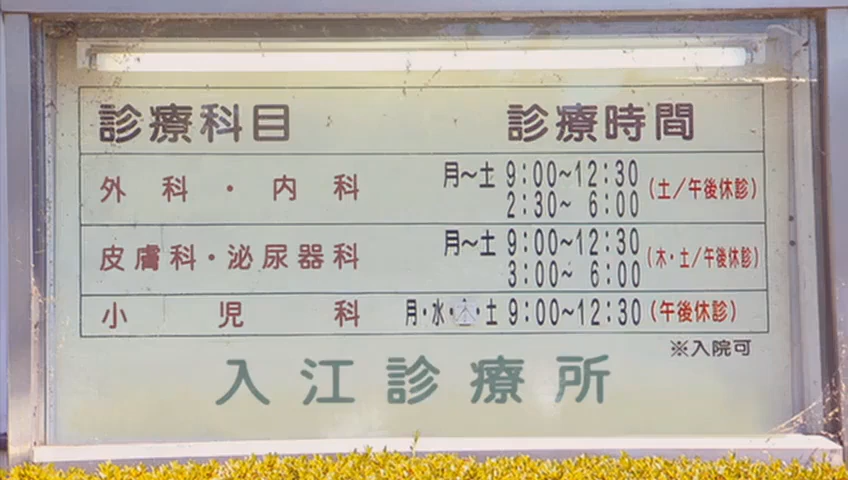 診療科目 診療時間
外科・内科 月～土 9:00～12:30 (土／午後休診)
2:30～ 6:00
皮膚科・泌尿器科 月～土 9:00～12:30 (木・土／午後休診)
3:00～ 6:00
小児科 月・水・木・土 9:00～12:30 (午後休診)
※入院可
入江診療所